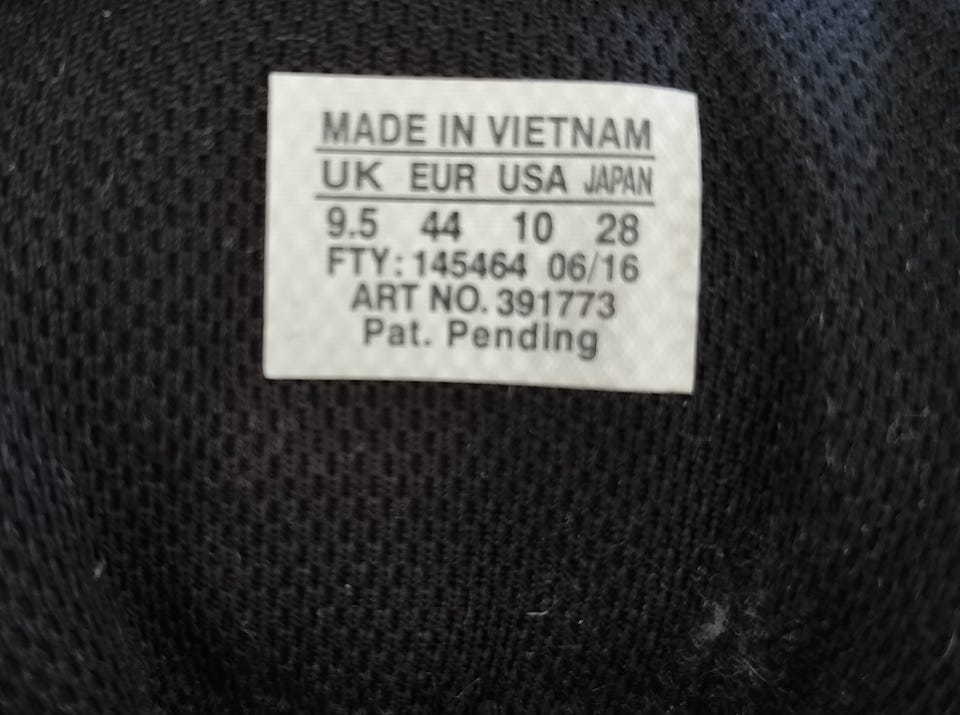 MADE IN VIETNAM
UK EUR USA JAPAN
9.5 44 10 28
FTY: 145464 06/16
ART NO. 391773
Pat. Pending